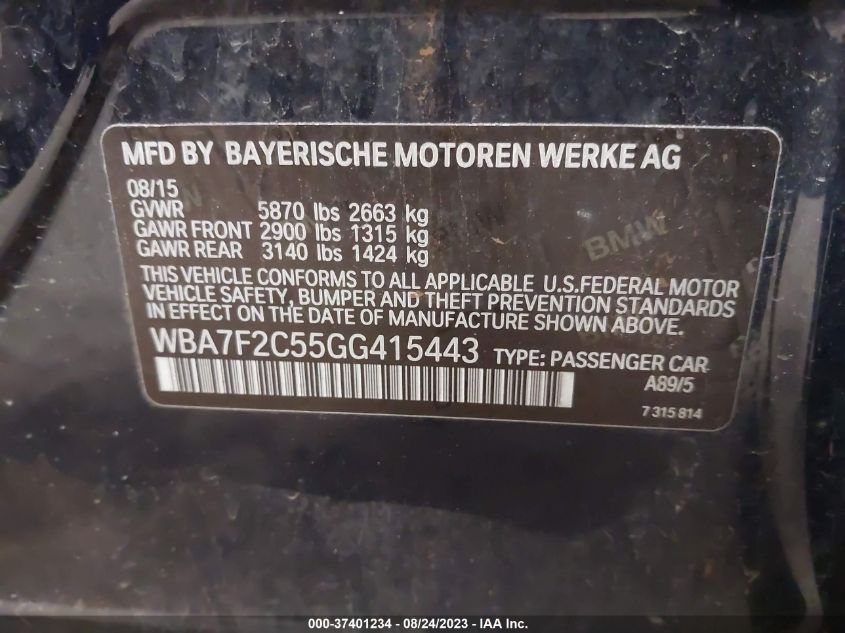 MFD BY BAYERISCHE MOTOREN WERKE AG
08/15
GVWR 5870 lbs 2663 kg
GAWR FRONT 2900 lbs 1315 kg
GAWR REAR 3140 lbs 1424 kg
THIS VEHICLE CONFORMS TO ALL APPLICABLE U.S.FEDERAL MOTOR
VEHICLE SAFETY, BUMPER AND THEFT PREVENTION STANDARDS
IN EFFECT ON THE DATE OF MANUFACTURE SHOWN ABOVE.
WBA7F2C55GG415443 TYPE: PASSENGER CAR
A89/5
7 315 814
BMW
000-37401234 - 08/24/2023 - IAA Inc.